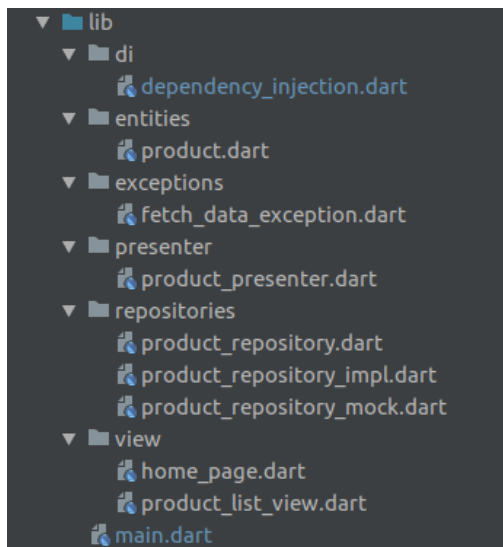 lib
di
dependency_injection.dart
entities
product.dart
exceptions
fetch_data_exception.dart
presenter
product_presenter.dart
repositories
product_repository.dart
product_repository_impl.dart
product_repository_mock.dart
view
home_page.dart
product_list_view.dart
main.dart